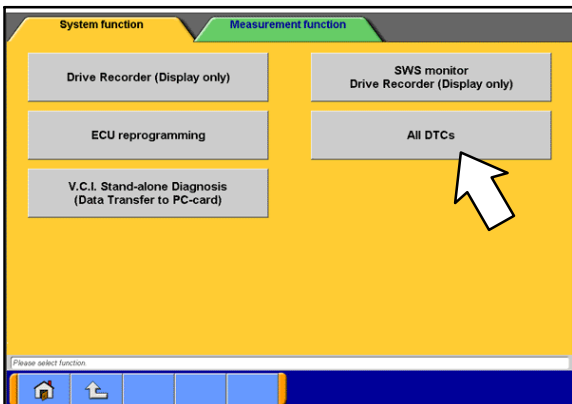 System function
Measurement function
Drive Recorder (Display only)
SWS monitor
Drive Recorder (Display only)
ECU reprogramming
All DTCs
V.C.I. Stand-alone Diagnosis
(Data Transfer to PC-card)
Please select function.